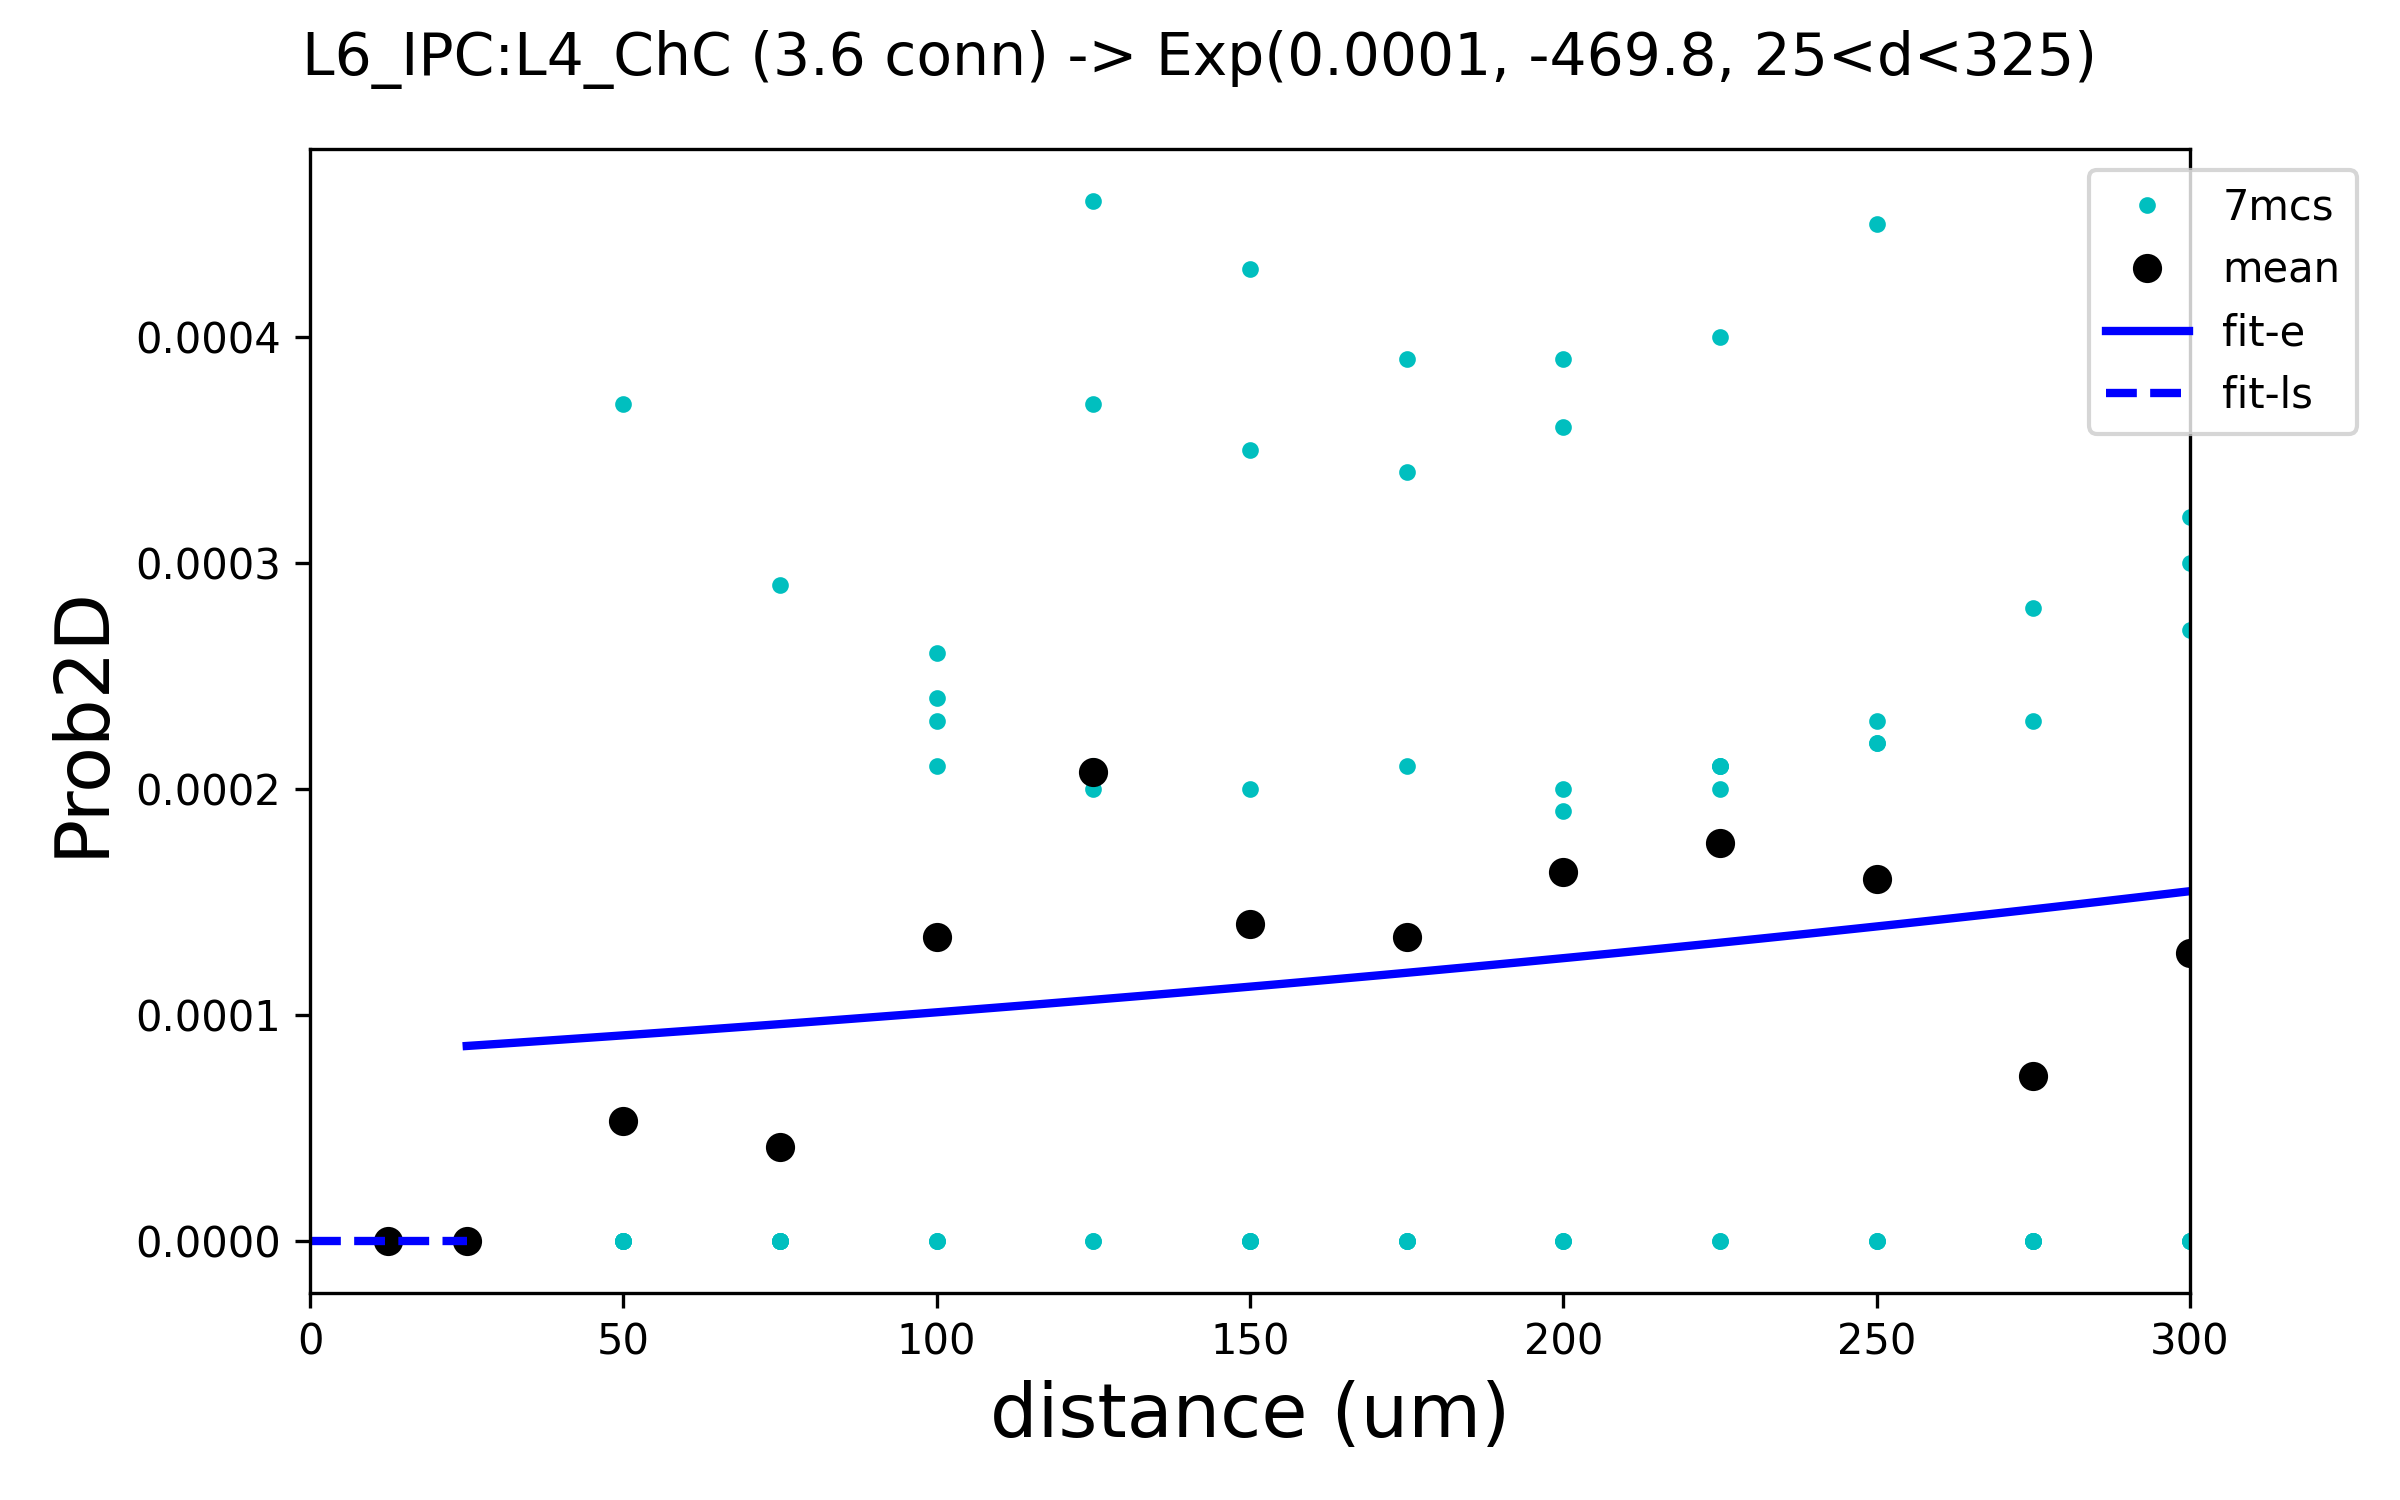 L6_IPC:L4_ChC (3.6 conn) -> Exp(0.0001, -469.8, 25<d<325)
7mcs
mean
fit-e
fit-ls
Prob2D
0.0004
0.0003
0.0002
0.0001
0.0000
0 50 100 150 200 250 300
distance (um)